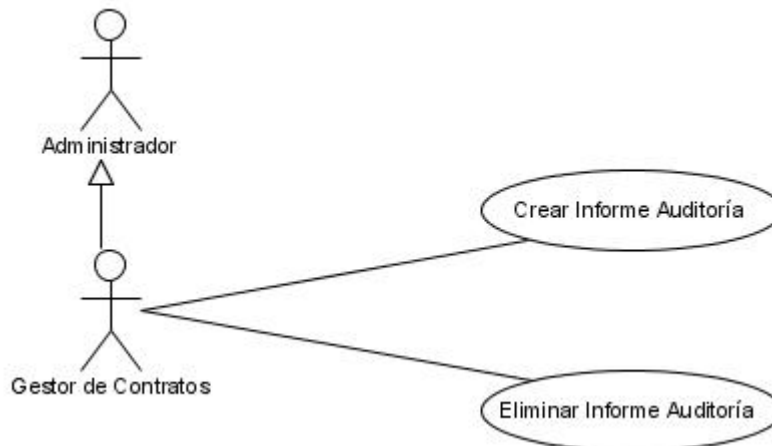 Administrador
Crear Informe Auditoría
Gestor de Contratos
Eliminar Informe Auditoría